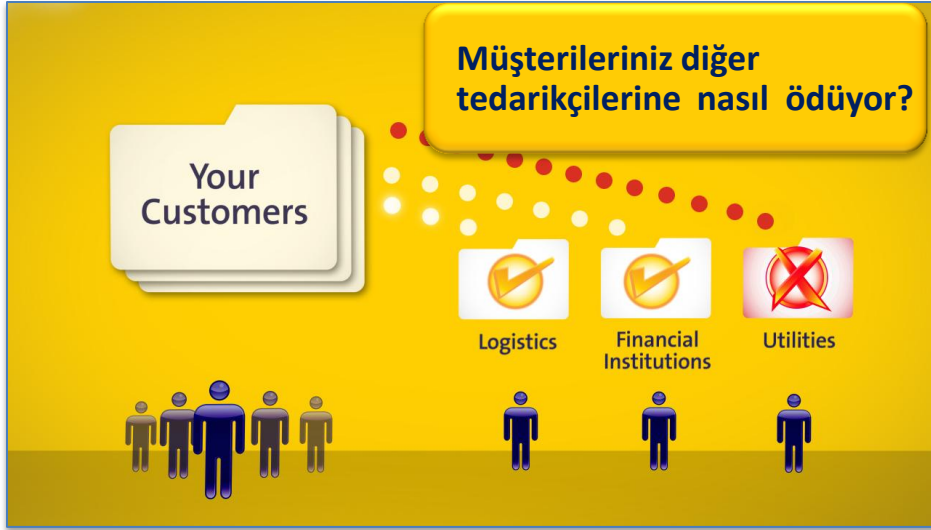 Müşterileriniz diğer
tedarikçilerine nasıl ödüyor?
Your
Customers
Logistics
Financial
Institutions
Utilities